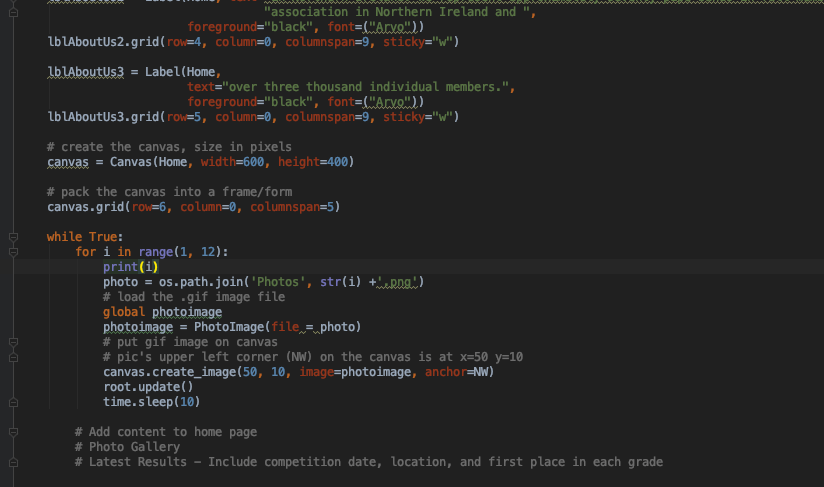 "association in Northern Ireland and ",
foreground="black", font=("Arvo"))
lblAboutUs2.grid(row=4, column=0, columnspan=9, sticky="w")
lblAboutUs3 = Label(Home,
text="over three thousand individual members.",
foreground="black", font=("Arvo"))
lblAboutUs3.grid(row=5, column=0, columnspan=9, sticky="w")
# create the canvas, size in pixels
canvas = Canvas(Home, width=600, height=400)
# pack the canvas into a frame/form
canvas.grid(row=6, column=0, columnspan=5)
while True:
for i in range(1, 12):
print(i)
photo = os.path.join('Photos', str(i) +'.png')
# load the .gif image file
global photoimage
photoimage = PhotoImage(file = photo)
# put gif image on canvas
# pic's upper left corner (NW) on the canvas is at x=50 y=10
canvas.create_image(50, 10, image=photoimage, anchor=NW)
root.update()
time.sleep(10)
# Add content to home page
# Photo Gallery
# Latest Results – Include competition date, location, and first place in each grade